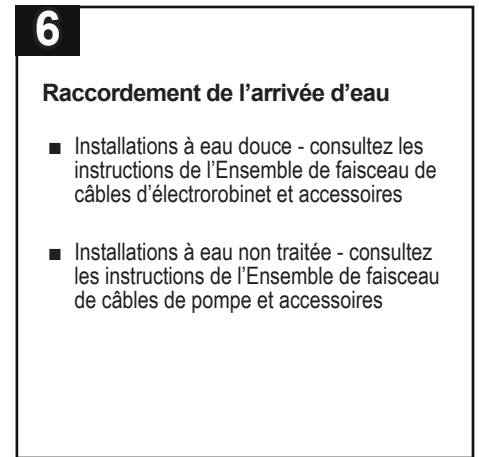 6
Raccordement de l’arrivée d’eau
■ Installations à eau douce - consultez les
instructions de l’Ensemble de faisceau de
câbles d’électrorobinet et accessoires
■ Installations à eau non traitée - consultez
les instructions de l’Ensemble de faisceau
de câbles de pompe et accessoires